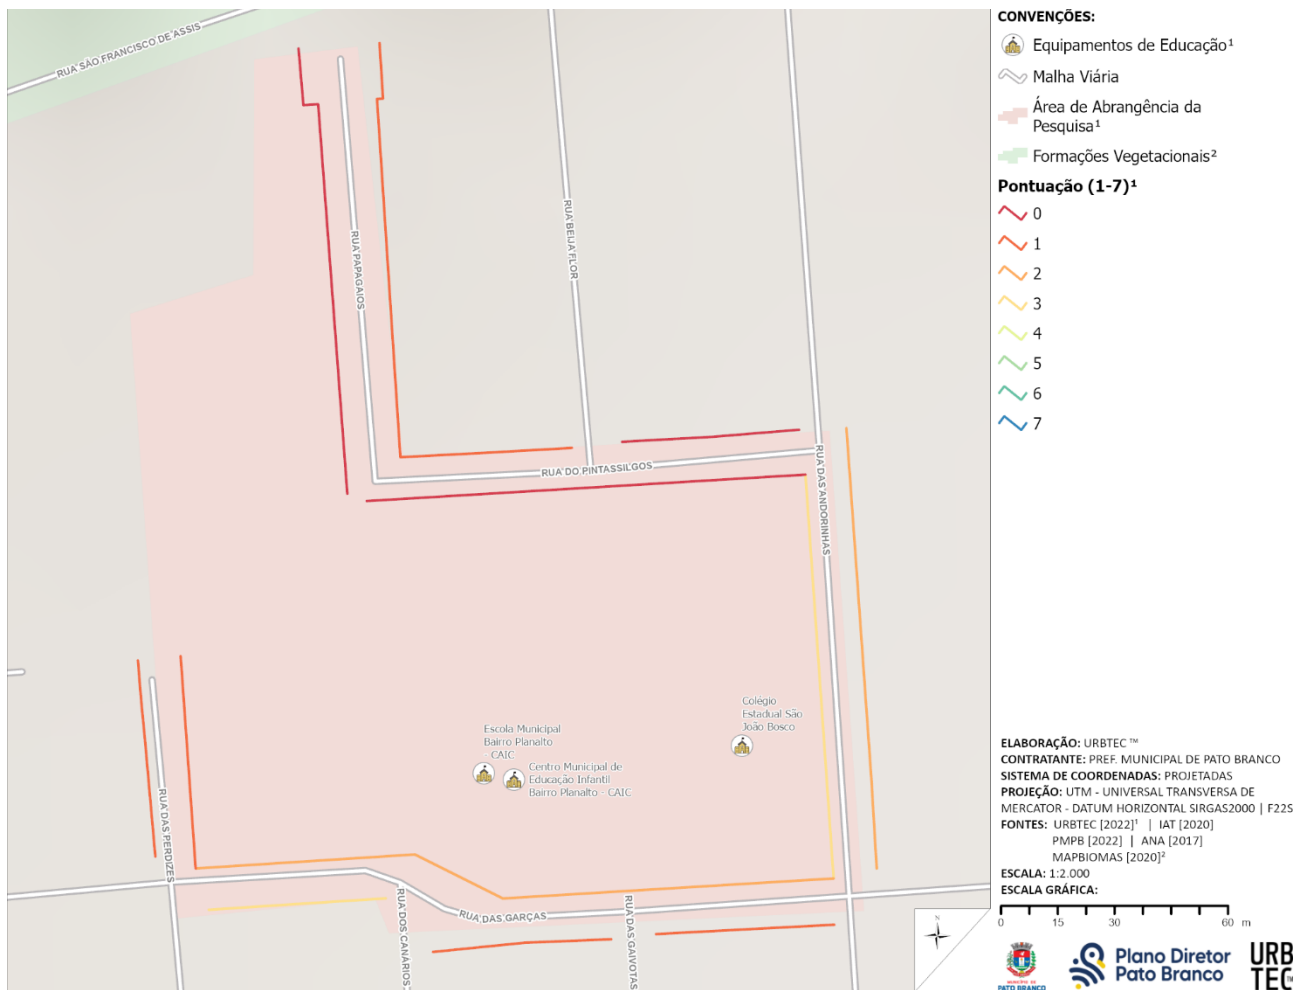 RUA SÃO FRANCISCO DE ASSIS
RUA PAPAGAIOS
RUA BEIJA FLOR
RUA DO PINTASSILGOS
RUA DAS ANDORINHAS
Colégio
Estadual São
João Bosco
Escola Municipal
Bairro Planalto
- CAIC
Centro Municipal de
Educação Infantil
Bairro Planalto - CAIC
RUA DAS PERDIZES
RUA DOS CANÁRIOS
RUA DAS GARÇAS
RUA DAS GAIVOTAS
N
CONVENÇÕES:
Equipamentos de Educação¹
Malha Viária
Área de Abrangência da
Pesquisa¹
Formações Vegetacionais²
Pontuação (1-7)¹
0
1
2
3
4
5
6
7
ELABORAÇÃO: URBTEC ™
CONTRATANTE: PREF. MUNICIPAL DE PATO BRANCO
SISTEMA DE COORDENADAS: PROJETADAS
PROJEÇÃO: UTM - UNIVERSAL TRANSVERSA DE
MERCATOR - DATUM HORIZONTAL SIRGAS2000 | F22S
FONTES: URBTEC [2022]¹ | IAT [2020]
PMPB [2022] | ANA [2017]
MAPBIOMAS [2020]²
ESCALA: 1:2.000
ESCALA GRÁFICA:
0 15 30 60 m
MUNICÍPIO DE
PATO BRANCO
Plano Diretor
Pato Branco
URB
TEC™